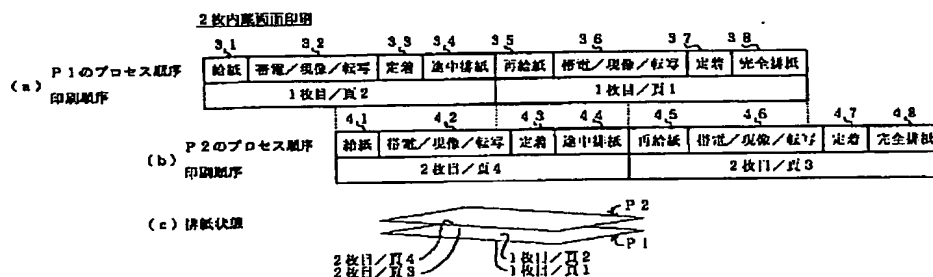 2枚内蔵両面印刷
31 32 33 34 35 36 37 38
(a) P1のプロセス順序 給紙 帯電/現像/転写 定着 途中排紙 再給紙 帯電/現像/転写 定着 完全排紙
印刷順序 1枚目/頁2 1枚目/頁1
41 42 43 44 45 46 47 48
(b) P2のプロセス順序 給紙 帯電/現像/転写 定着 途中排紙 再給紙 帯電/現像/転写 定着 完全排紙
印刷順序 2枚目/頁4 2枚目/頁3
(c) 排紙状態 P2
P1
2枚目/頁4 1枚目/頁2
2枚目/頁3 1枚目/頁1